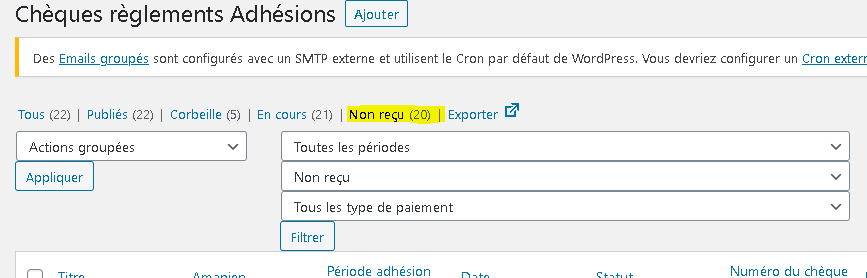 Chèques règlements Adhésions Ajouter
Des Emails groupés sont configurés avec un SMTP externe et utilisent le Cron par défaut de WordPress. Vous devriez configurer un Cron extern
Tous (22) | Publiés (22) | Corbeille (5) | En cours (21) | Non reçu (20) | Exporter
Actions groupées Toutes les périodes
Appliquer Non reçu
Tous les type de paiement
Filtrer
Titre Amapien Période adhésion Date Statut Numéro du chèque